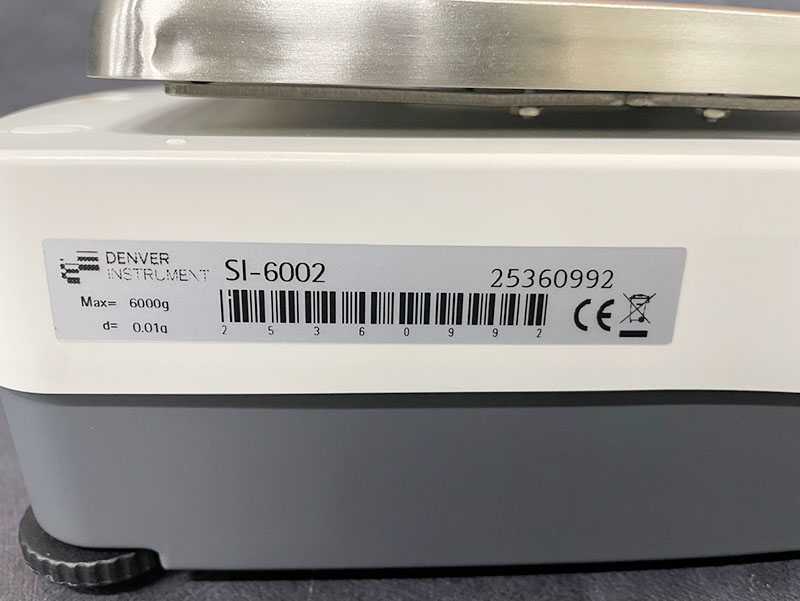 DENVER
INSTRUMENT
SI-6002
25360992
Max= 6000g
d= 0.01g
2 5 3 6 0 9 9 2
CE